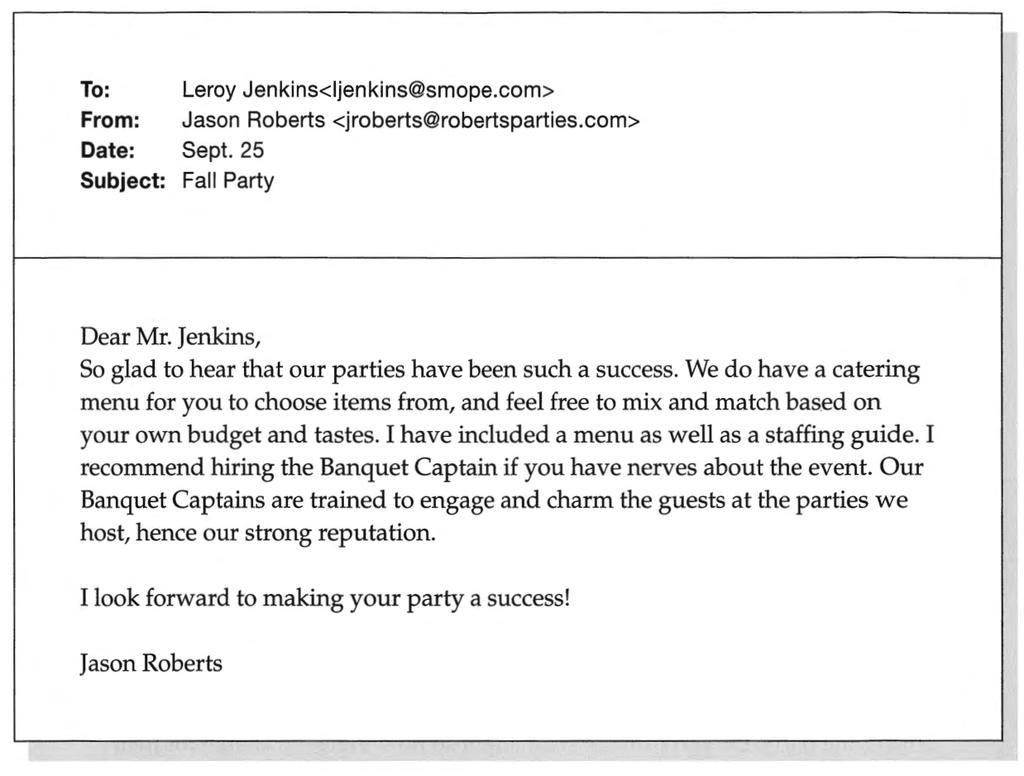 To: Leroy Jenkins<ljenkins@smope.com>
From: Jason Roberts <jroberts@robertsparties.com>
Date: Sept. 25
Subject: Fall Party
Dear Mr. Jenkins,
So glad to hear that our parties have been such a success. We do have a catering
menu for you to choose items from, and feel free to mix and match based on
your own budget and tastes. I have included a menu as well as a staffing guide. I
recommend hiring the Banquet Captain if you have nerves about the event. Our
Banquet Captains are trained to engage and charm the guests at the parties we
host, hence our strong reputation.
I look forward to making your party a success!
Jason Roberts